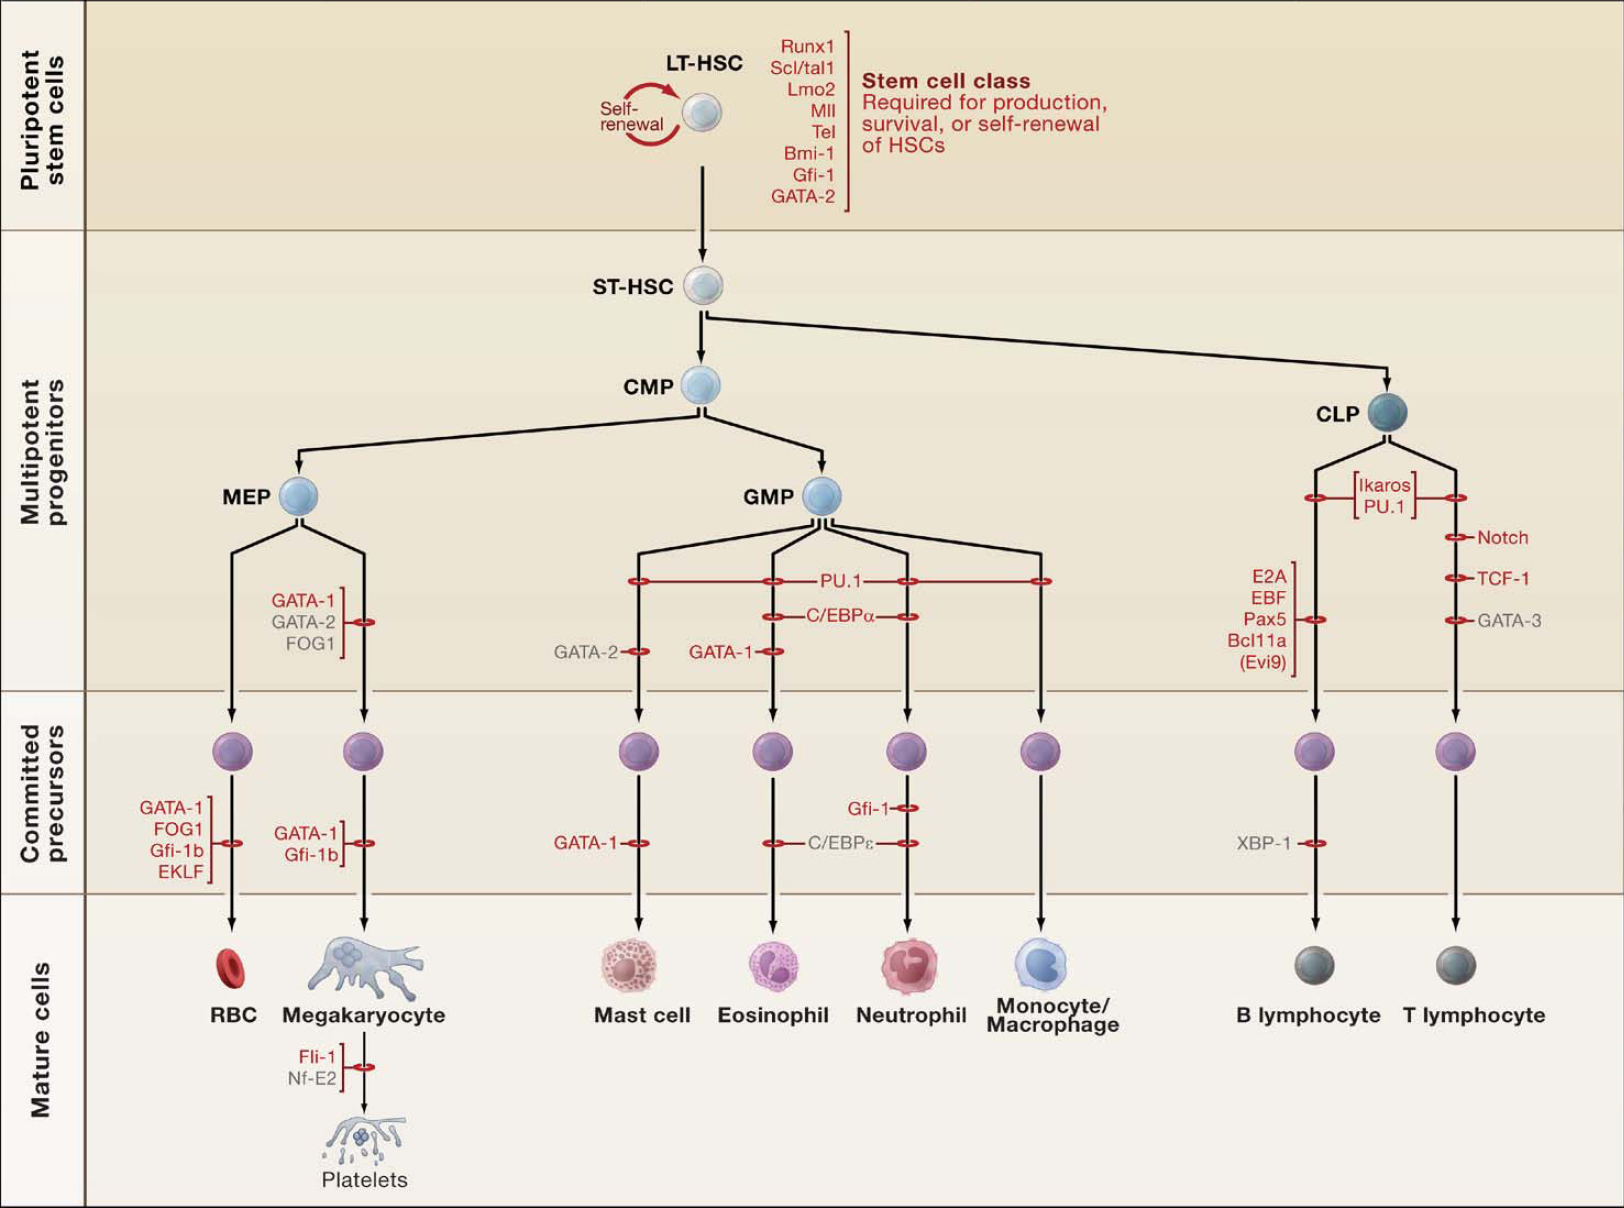 Pluripotent
stem cells
LT-HSC
Self-
renewal
Runx1
Scl/tal1
Lmo2
Mll
Tel
Bmi-1
Gfi-1
GATA-2
Stem cell class
Required for production,
survival, or self-renewal
of HSCs
Multipotent
progenitors
ST-HSC
CMP
CLP
MEP
GMP
Ikaros
PU.1
Notch
TCF-1
GATA-3
E2A
EBF
Pax5
Bcl11a
(Evi9)
GATA-1
GATA-2
FOG1
PU.1
C/EBPα
GATA-2
GATA-1
Committed
precursors
GATA-1
FOG1
Gfi-1b
EKLF
GATA-1
Gfi-1b
GATA-1
Gfi-1
C/EBPε
XBP-1
Mature cells
RBC
Megakaryocyte
Mast cell
Eosinophil
Neutrophil
Monocyte/
Macrophage
B lymphocyte
T lymphocyte
Fli-1
Nf-E2
Platelets